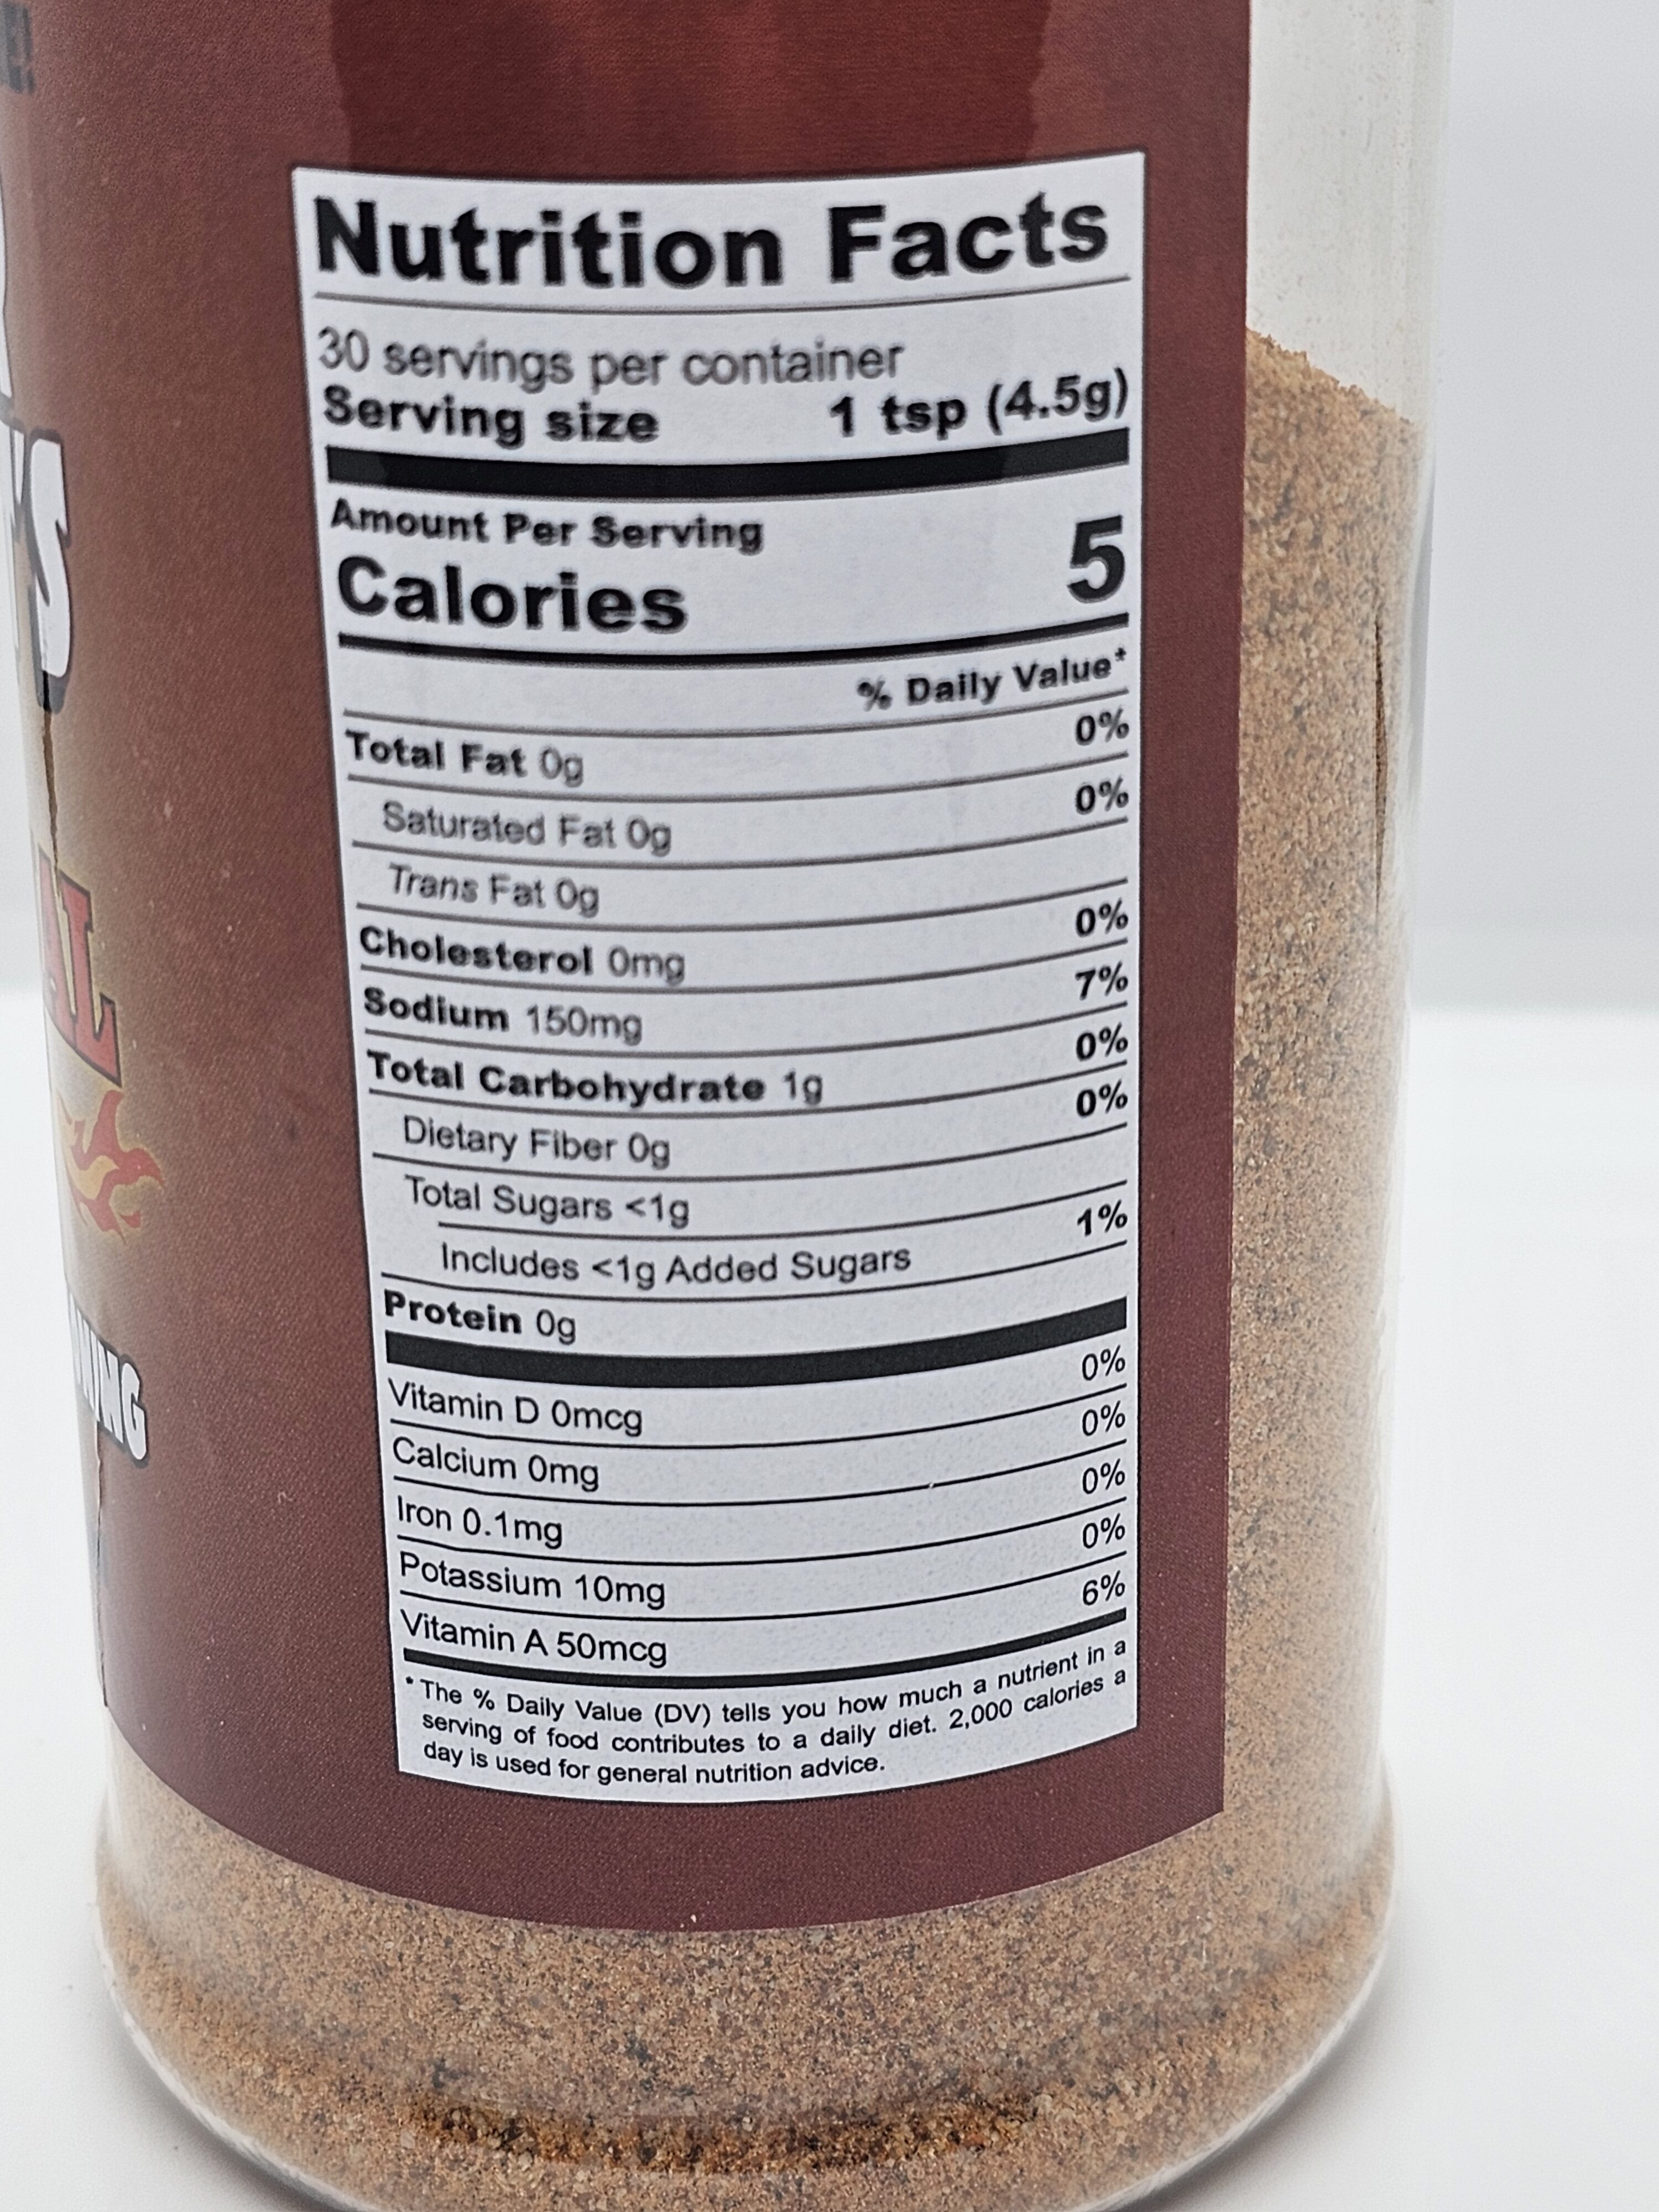 Nutrition Facts
30 servings per container
Serving size 1 tsp (4.5g)
Amount Per Serving
Calories 5
% Daily Value*
Total Fat 0g 0%
Saturated Fat 0g 0%
Trans Fat 0g
Cholesterol 0mg 0%
Sodium 150mg 7%
Total Carbohydrate 1g 0%
Dietary Fiber 0g 0%
Total Sugars <1g
Includes <1g Added Sugars 1%
Protein 0g
Vitamin D 0mcg 0%
Calcium 0mg 0%
Iron 0.1mg 0%
Potassium 10mg 0%
Vitamin A 50mcg 6%
* The % Daily Value (DV) tells you how much a nutrient in a
serving of food contributes to a daily diet. 2,000 calories a
day is used for general nutrition advice.